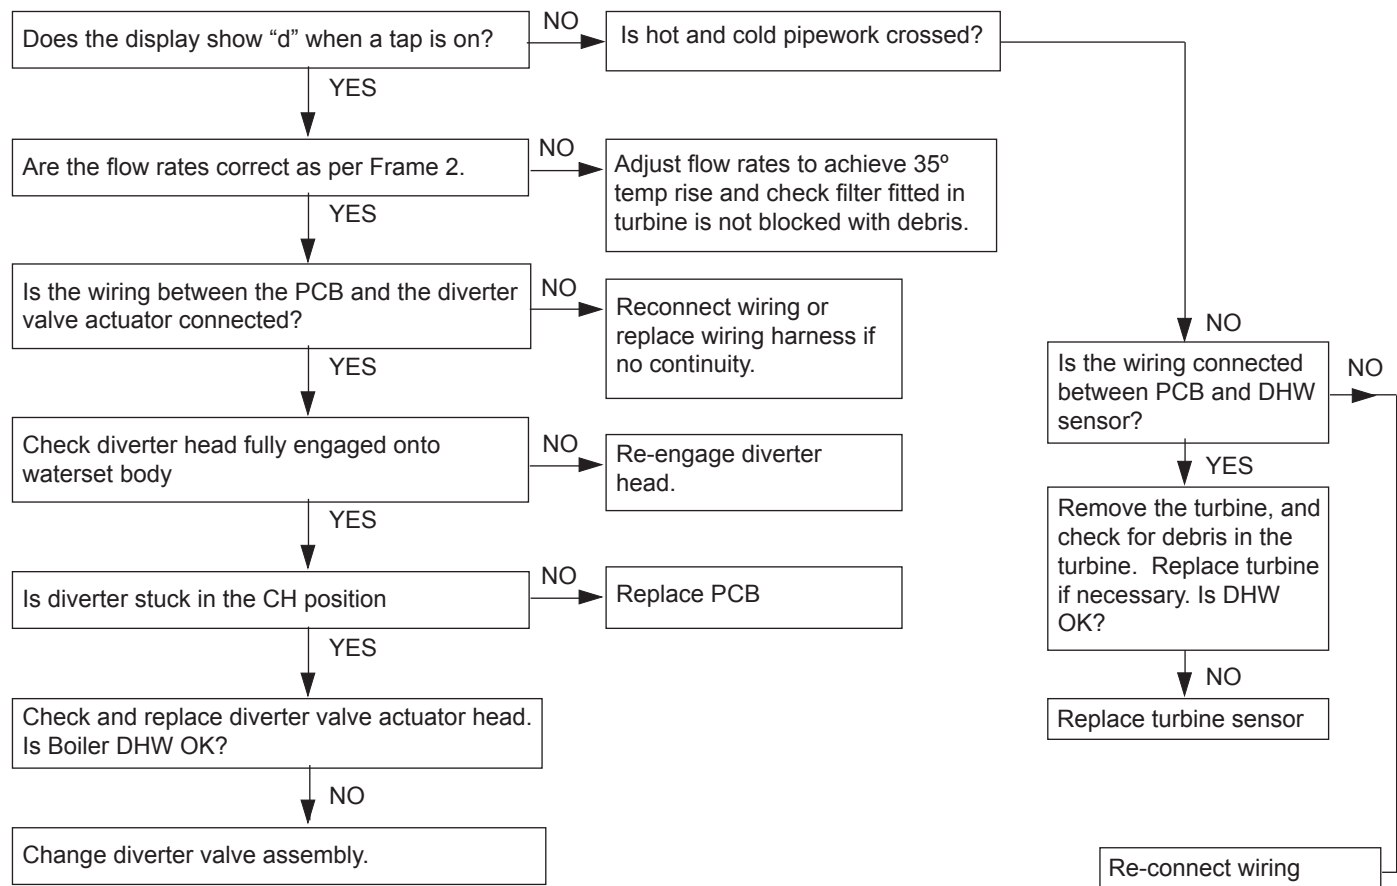 Does the display show “d” when a tap is on?
NO
Is hot and cold pipework crossed?
YES
Are the flow rates correct as per Frame 2.
NO
Adjust flow rates to achieve 35º
temp rise and check filter fitted in
turbine is not blocked with debris.
YES
Is the wiring between the PCB and the diverter
valve actuator connected?
NO
Reconnect wiring or
replace wiring harness if
no continuity.
YES
Check diverter head fully engaged onto
waterset body
NO
Re-engage diverter
head.
YES
Is diverter stuck in the CH position
NO
Replace PCB
YES
Check and replace diverter valve actuator head.
Is Boiler DHW OK?
NO
Change diverter valve assembly.
NO
Is the wiring connected
between PCB and DHW
sensor?
NO
YES
Remove the turbine, and
check for debris in the
turbine.  Replace turbine
if necessary. Is DHW
OK?
NO
Replace turbine sensor
Re-connect wiring